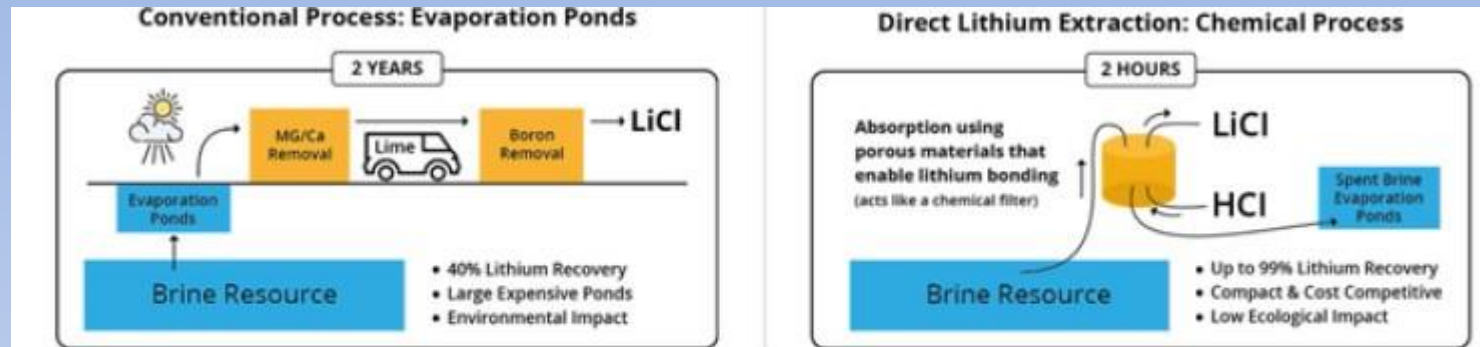 Conventional Process: Evaporation Ponds
2 YEARS
MG/Ca
Removal
Lime
Boron
Removal
LiCl
Evaporation
Ponds
Brine Resource
• 40% Lithium Recovery
• Large Expensive Ponds
• Environmental Impact
Direct Lithium Extraction: Chemical Process
2 HOURS
Absorption using
porous materials that
enable lithium bonding
(acts like a chemical filter)
LiCl
HCl
Spent Brine
Evaporation
Ponds
Brine Resource
• Up to 99% Lithium Recovery
• Compact & Cost Competitive
• Low Ecological Impact